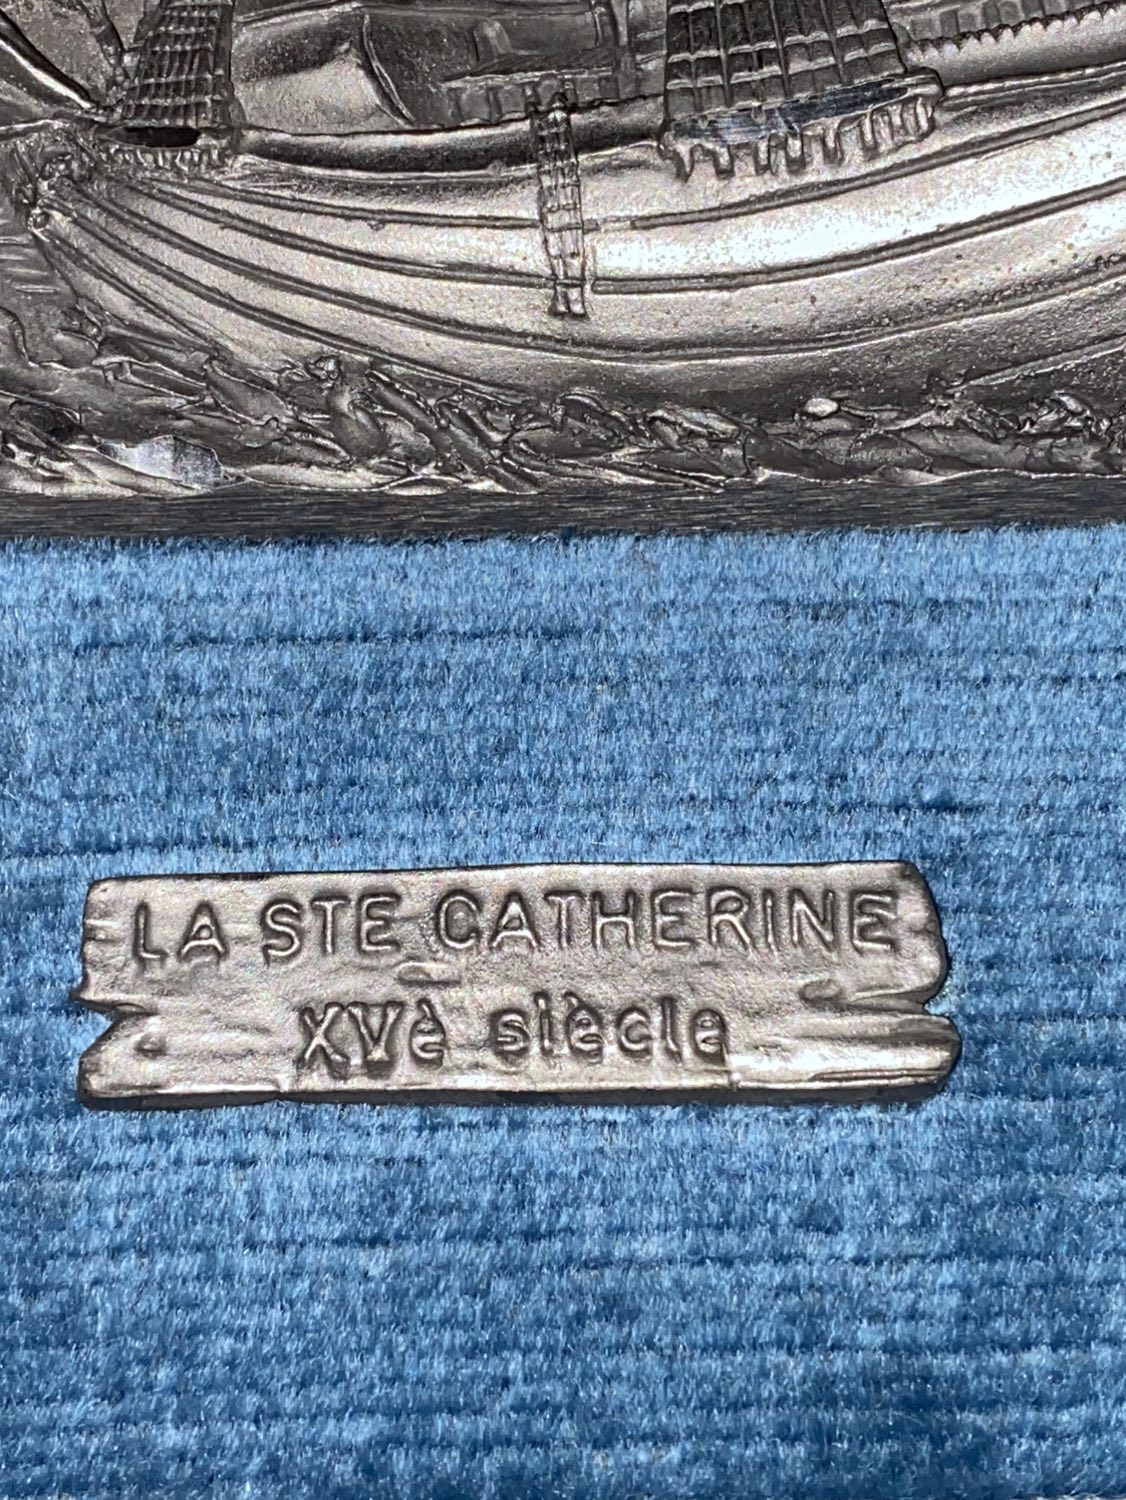 LA STE CATHERINE
XVè siècle